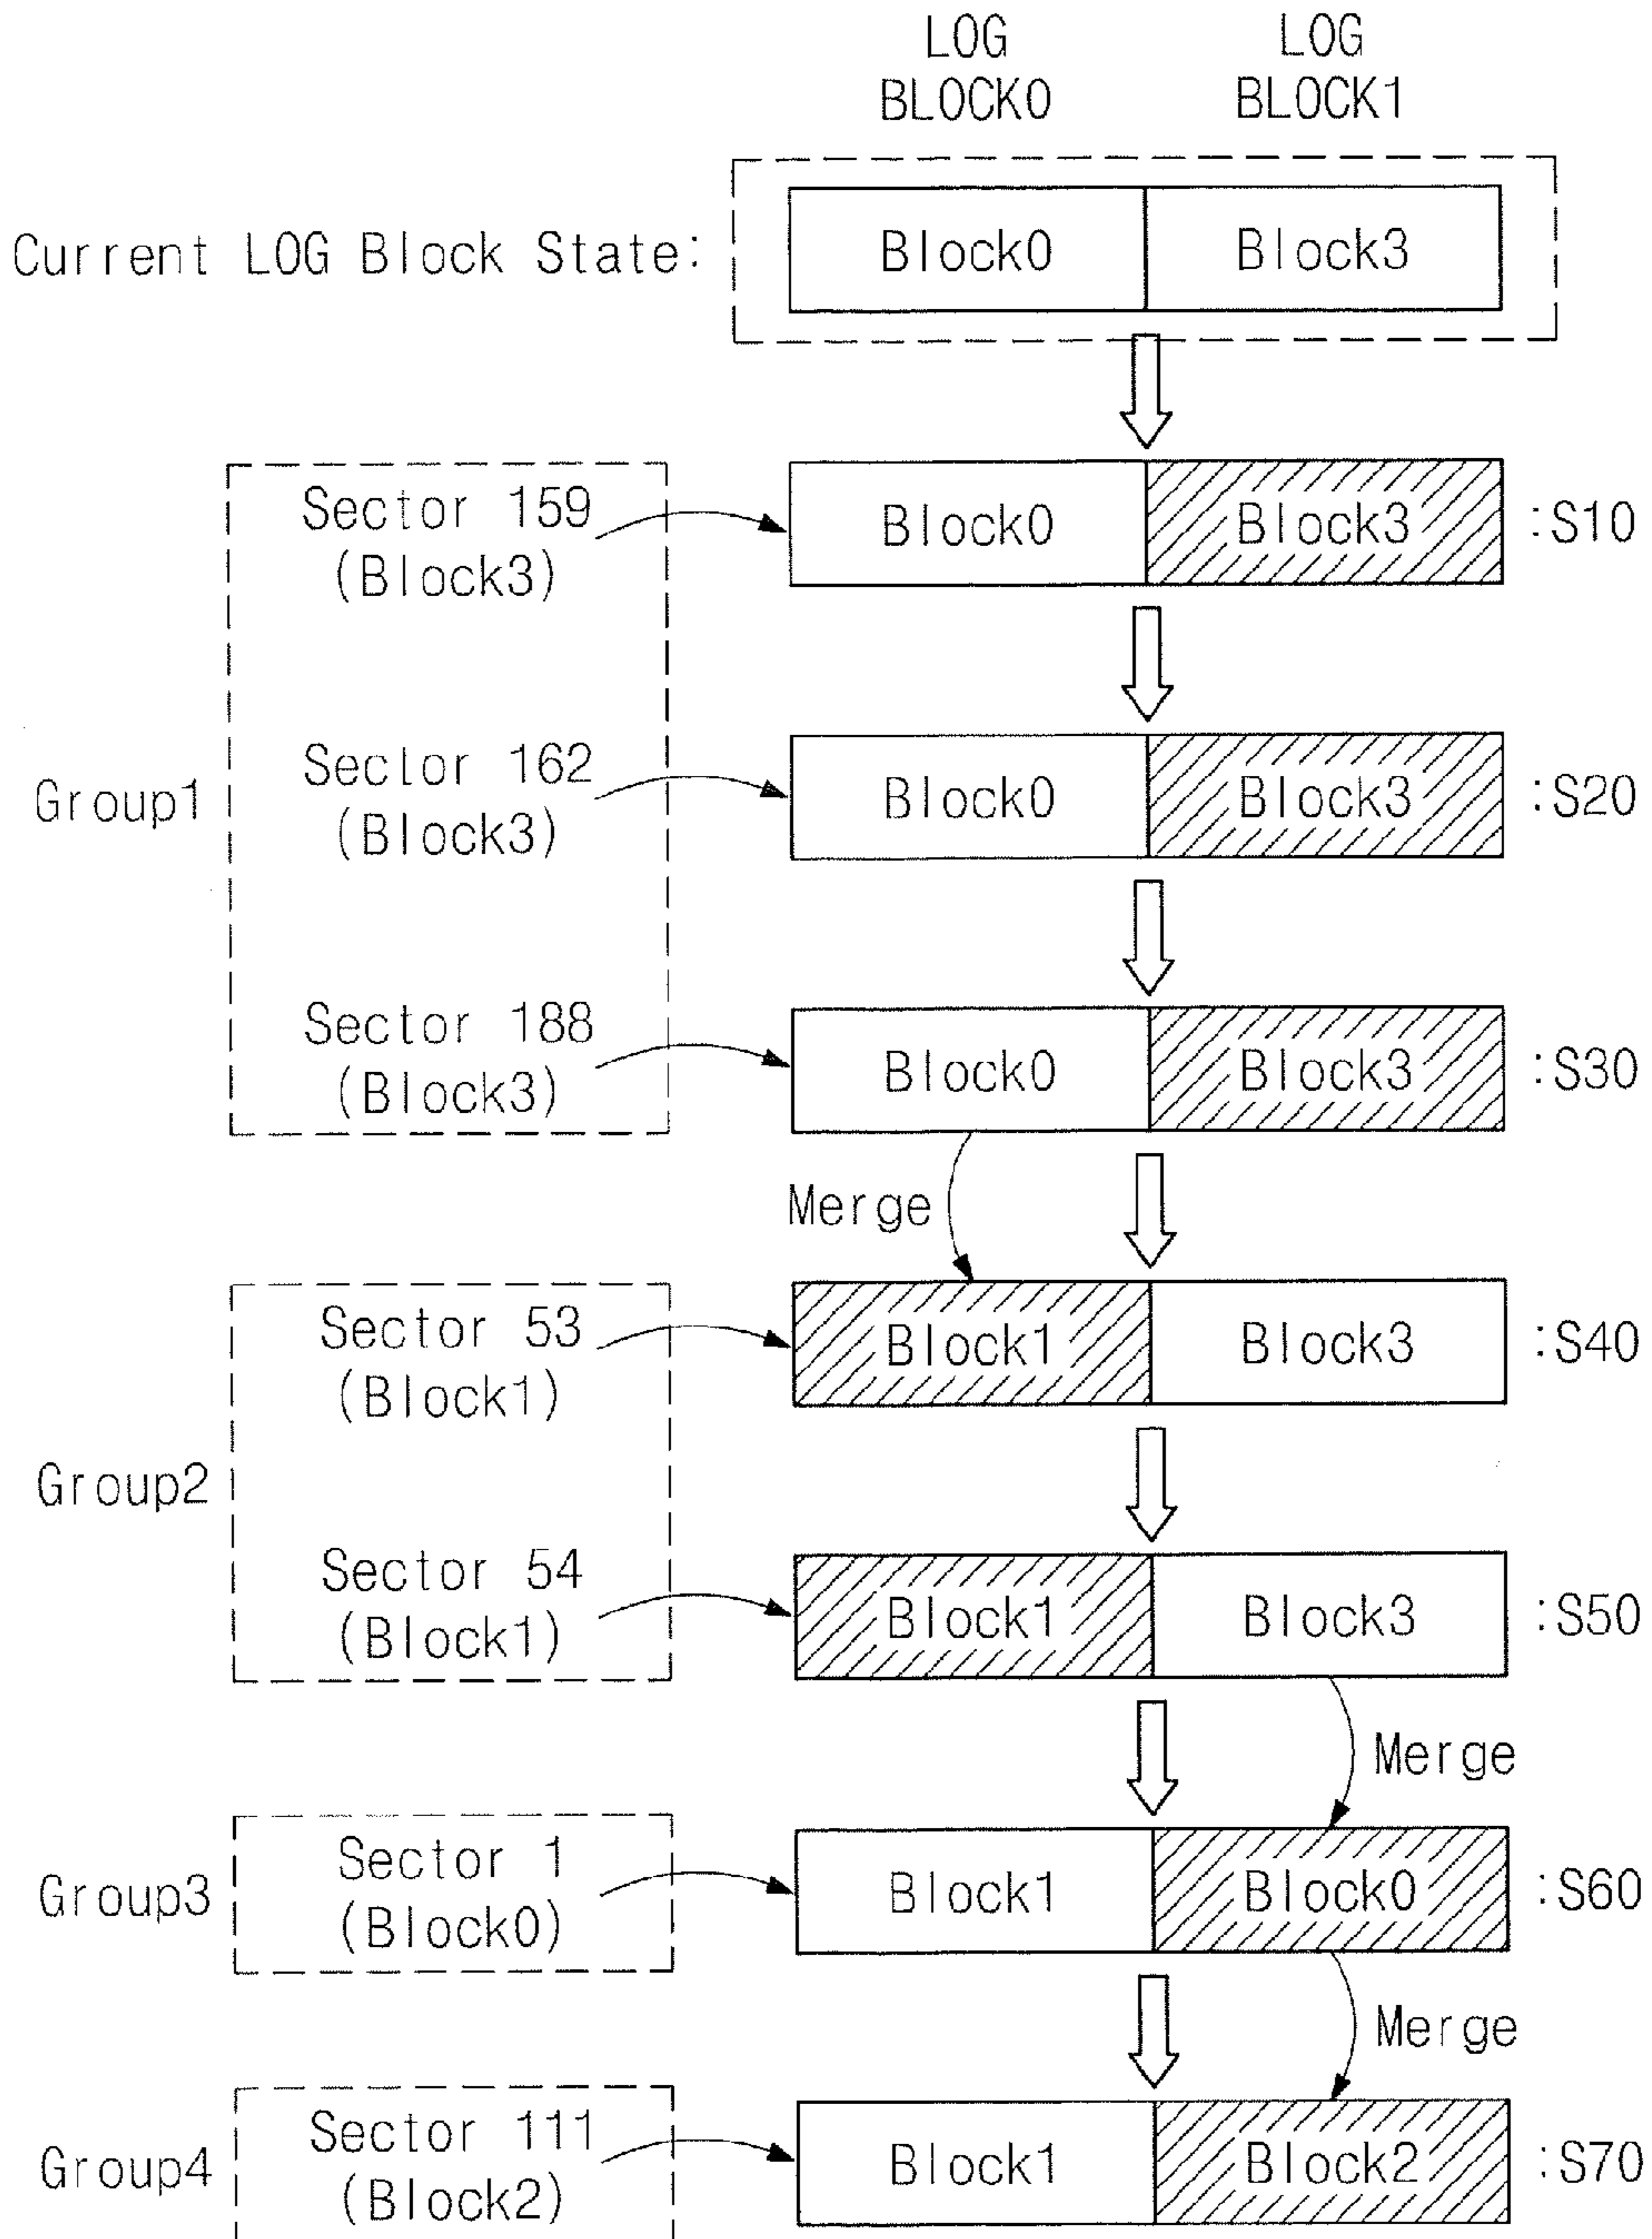 LOG
BLOCK0
LOG
BLOCK1
Current LOG Block State:
Block0
Block3
Sector 159
(Block3)
Block0
Block3
:S10
Group1
Sector 162
(Block3)
Block0
Block3
:S20
Sector 188
(Block3)
Block0
Block3
:S30
Merge
Group2
Sector 53
(Block1)
Block1
Block3
:S40
Sector 54
(Block1)
Block1
Block3
:S50
Merge
Group3
Sector 1
(Block0)
Block1
Block0
:S60
Merge
Group4
Sector 111
(Block2)
Block1
Block2
:S70